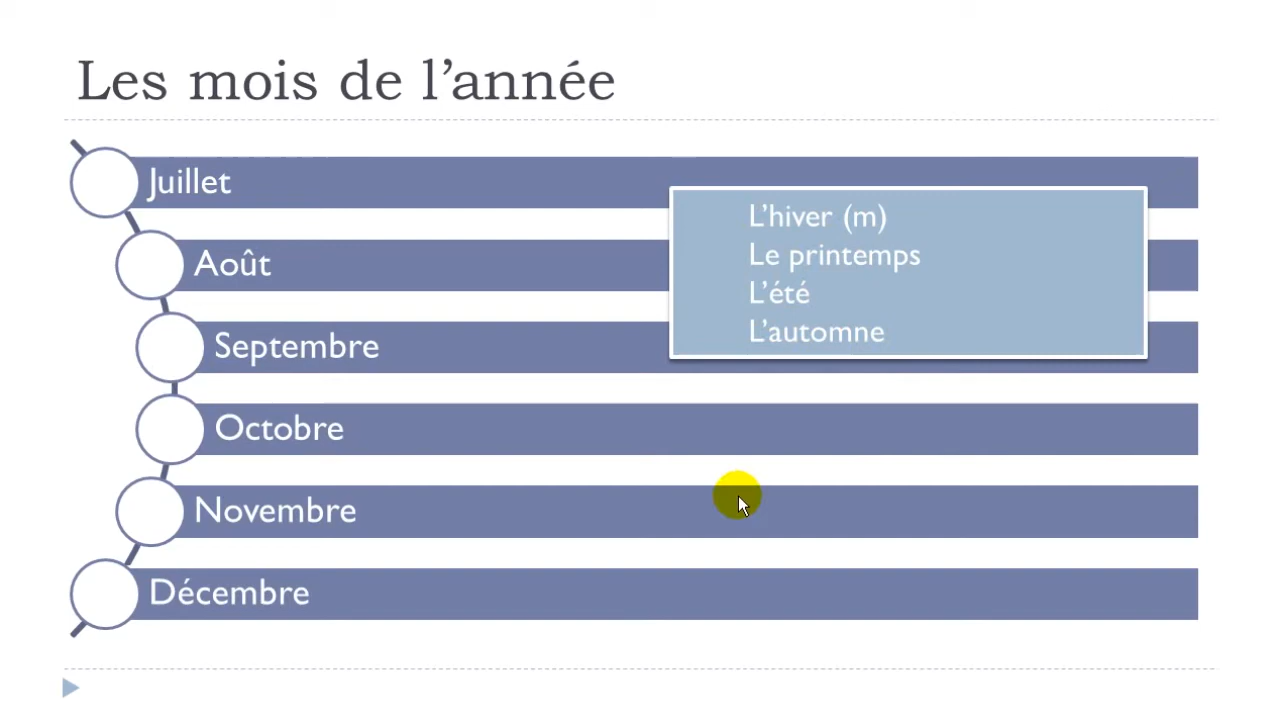 Les mois de l’année
Juillet
Août
Septembre
Octobre
Novembre
Décembre
L’hiver (m)
Le printemps
L’été
L’automne